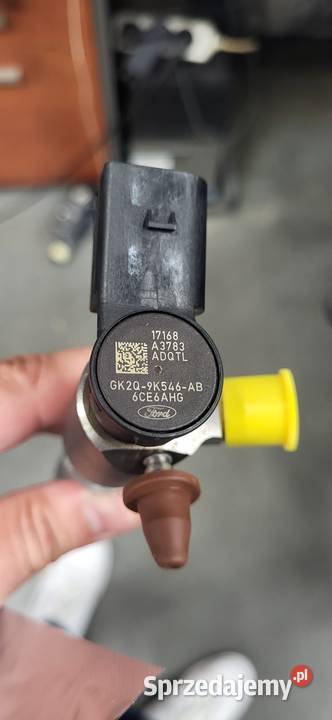 17168
A3783
ADQTL
GK2Q-9K546-AB
6CE6AHG
Ford
Sprzedajemy.pl